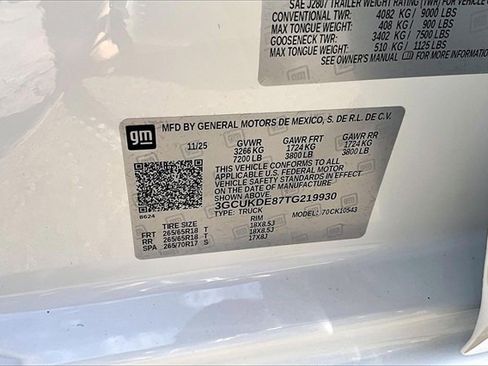 SAE J2807 TRAILER WEIGHT RATING (TWR) FOR VEHICLE
CONVENTIONAL TWR: 4082 KG / 9000 LBS
MAX TONGUE WEIGHT: 408 KG / 900 LBS
GOOSENECK TWR: 3402 KG / 7500 LBS
MAX TONGUE WEIGHT: 510 KG / 1125 LBS
SEE OWNER'S MANUAL gm FOR MORE INFORMATION
gm
MFD BY GENERAL MOTORS DE MEXICO, S. DE R.L. DE C.V.
11/25 GVWR GAWR FRT GAWR RR
3266 KG 1724 KG 1724 KG
7200 LB 3800 LB 3800 LB
THIS VEHICLE CONFORMS TO ALL
APPLICABLE U.S. FEDERAL MOTOR
VEHICLE SAFETY
STANDARDS IN EFFECT ON THE DATE OF
MANUFACTURE SHOWN ABOVE.
3GCUKDE87TG219930
8624 TYPE: TRUCK MODEL: 70CK10543
TIRE SIZE RIM
FRT 265/65R18 T 18X8.5J
RR 265/65R18 T 18X8.5J
SPA 265/70R17 S 17X8J